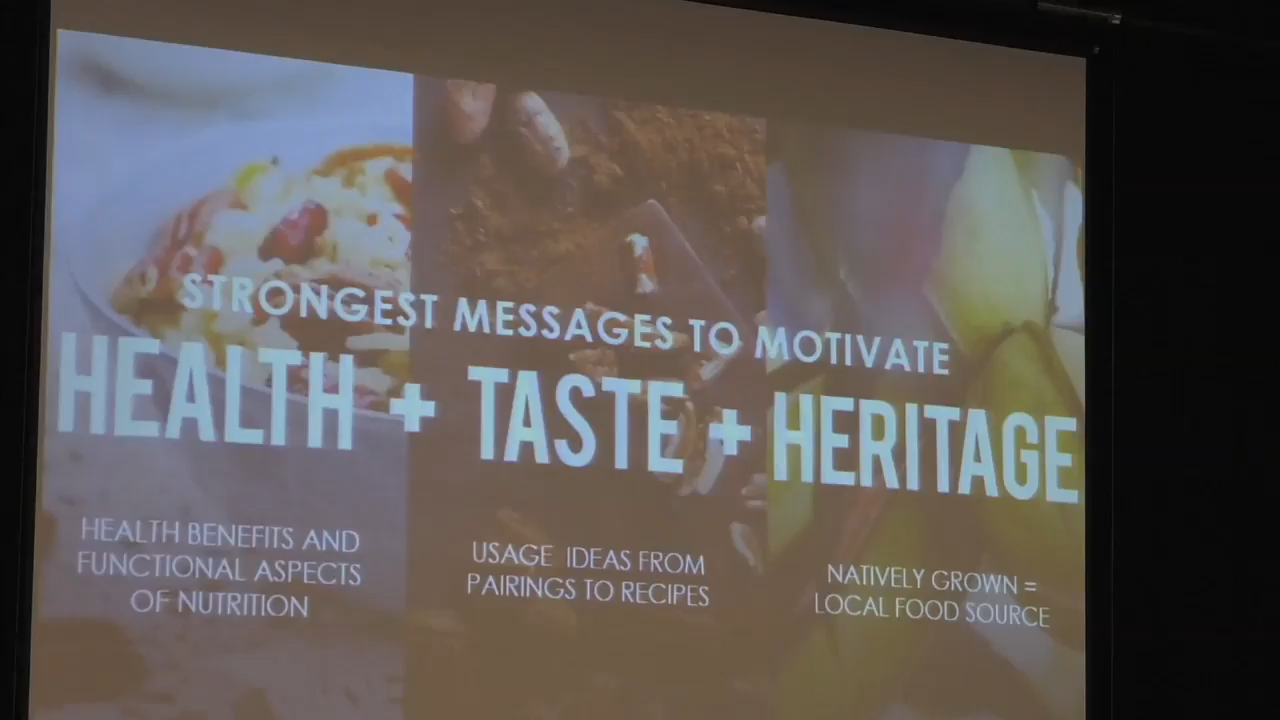 STRONGEST MESSAGES TO MOTIVATE
HEALTH + TASTE + HERITAGE
HEALTH BENEFITS AND
FUNCTIONAL ASPECTS
OF NUTRITION
USAGE IDEAS FROM
PAIRINGS TO RECIPES
NATIVELY GROWN =
LOCAL FOOD SOURCE